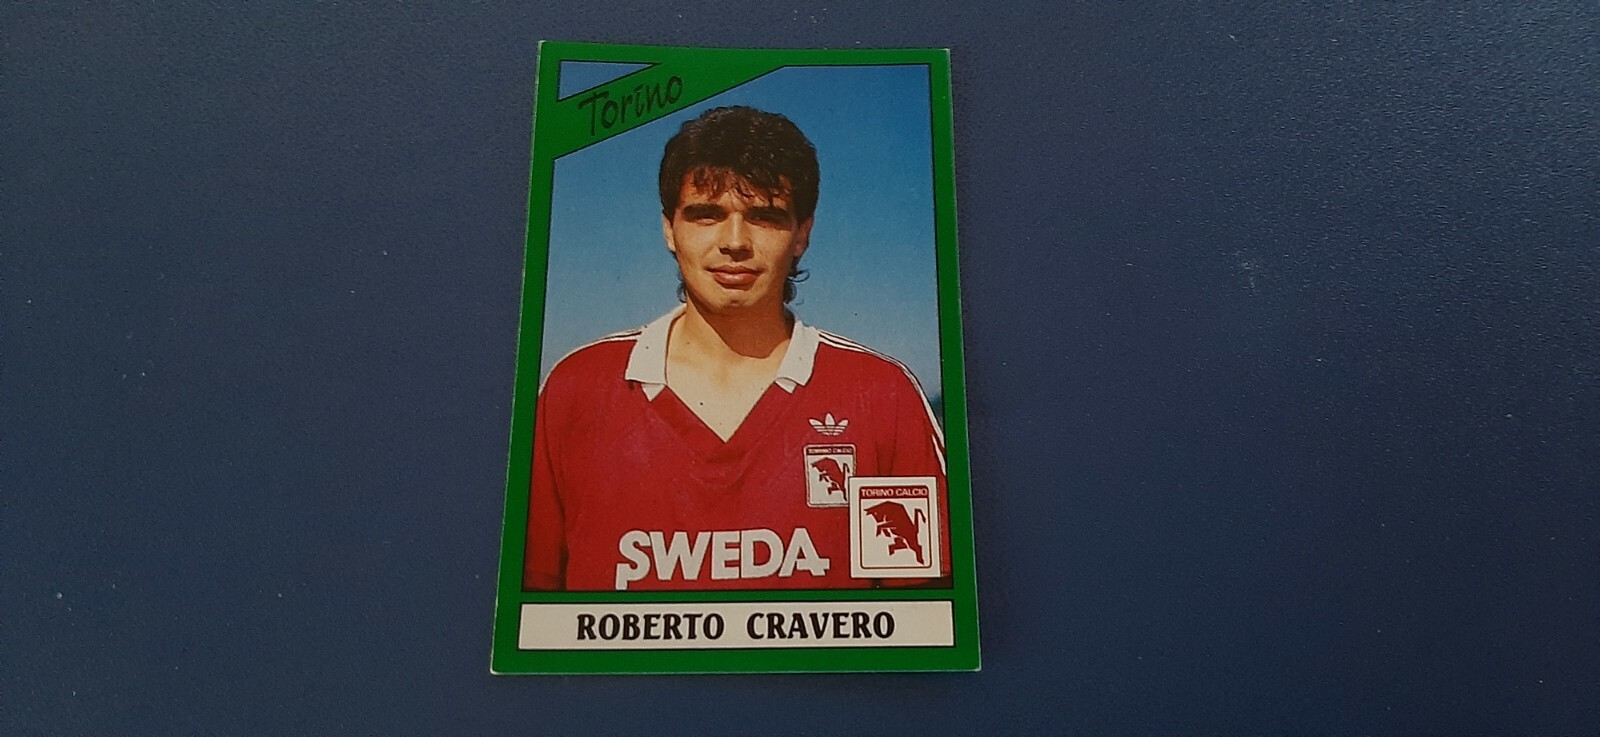 Torino
TORINO CALCIO
TORINO CALCIO
SWEDA
ROBERTO CRAVERO